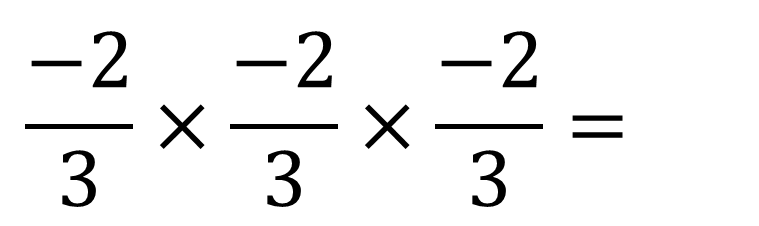 −2/3 × −2/3 × −2/3 =